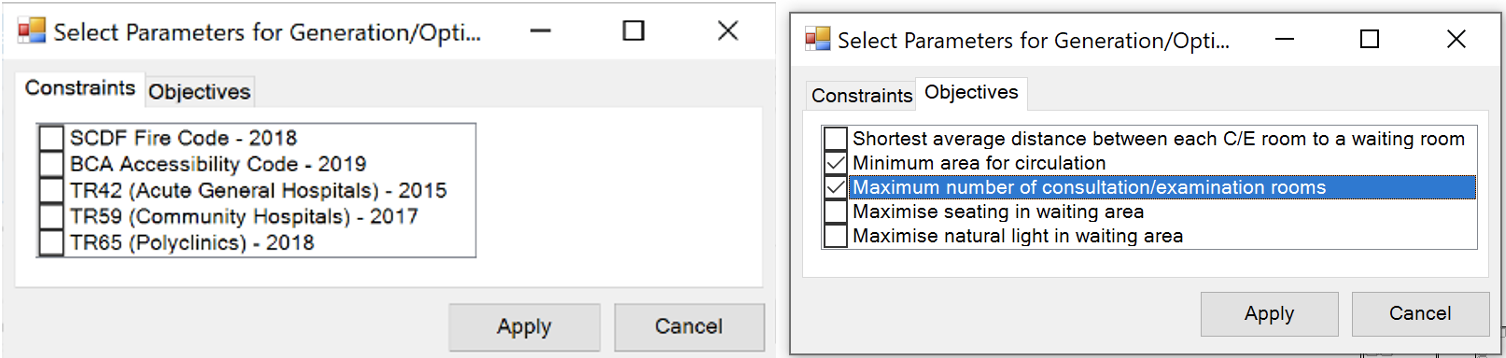 Select Parameters for Generation/Opti...
Constraints
Objectives
SCDF Fire Code - 2018
BCA Accessibility Code - 2019
TR42 (Acute General Hospitals) - 2015
TR59 (Community Hospitals) - 2017
TR65 (Polyclinics) - 2018
Apply
Cancel
Select Parameters for Generation/Opti...
Constraints
Objectives
Shortest average distance between each C/E room to a waiting room
Minimum area for circulation
Maximum number of consultation/examination rooms
Maximise seating in waiting area
Maximise natural light in waiting area
Apply
Cancel